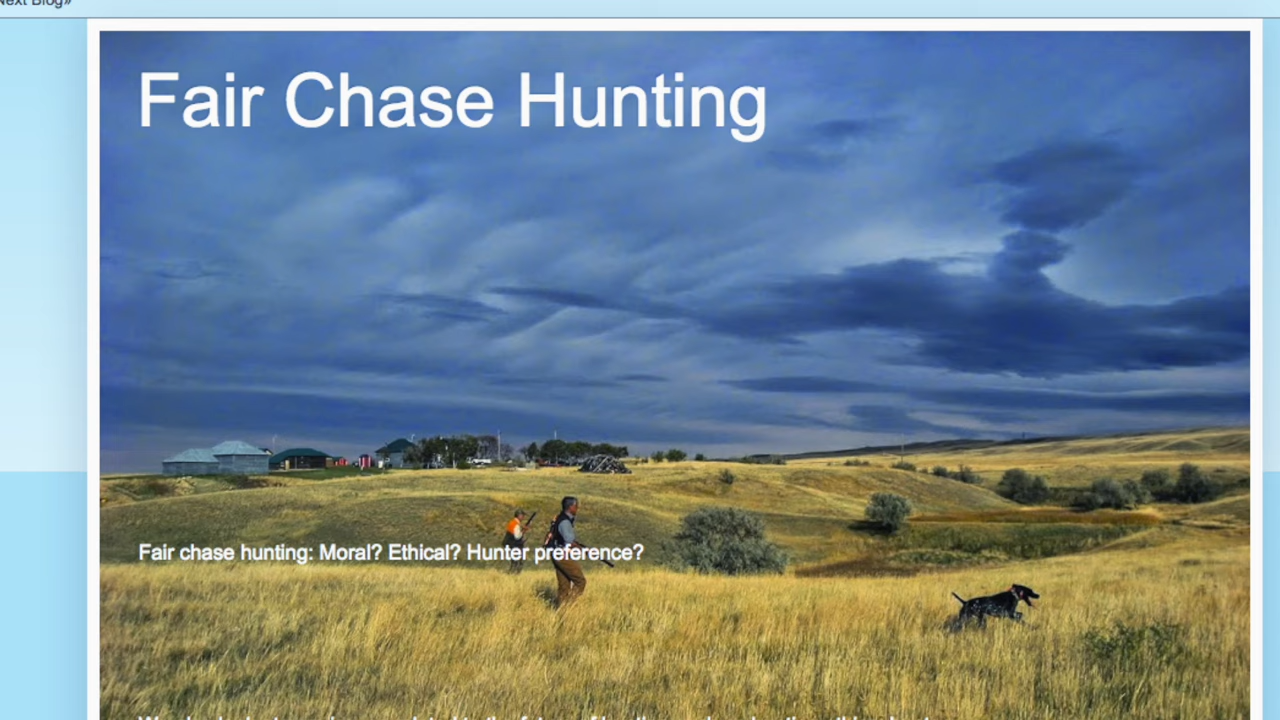 Next Blog»
Fair Chase Hunting
Fair chase hunting: Moral? Ethical? Hunter preference?